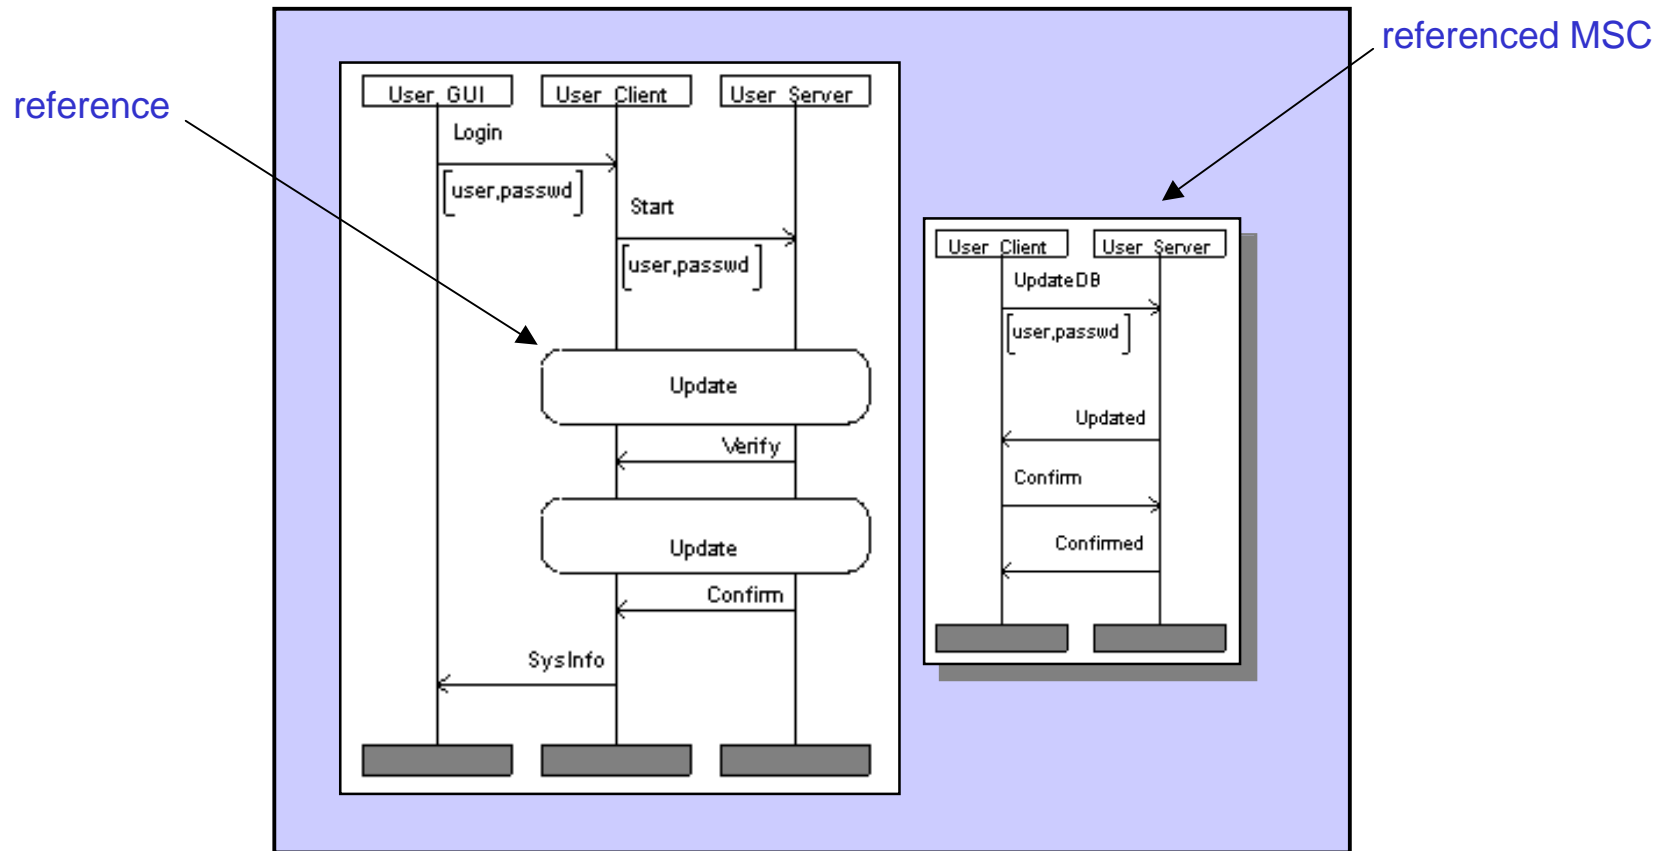 referenced MSC
reference
User_GUI User_Client User_Server
Login
user,passwd
Start
user,passwd
Update
Verify
Update
Confirm
SysInfo
User_Client User_Server
UpdateDB
user,passwd
Updated
Confirm
Confirmed